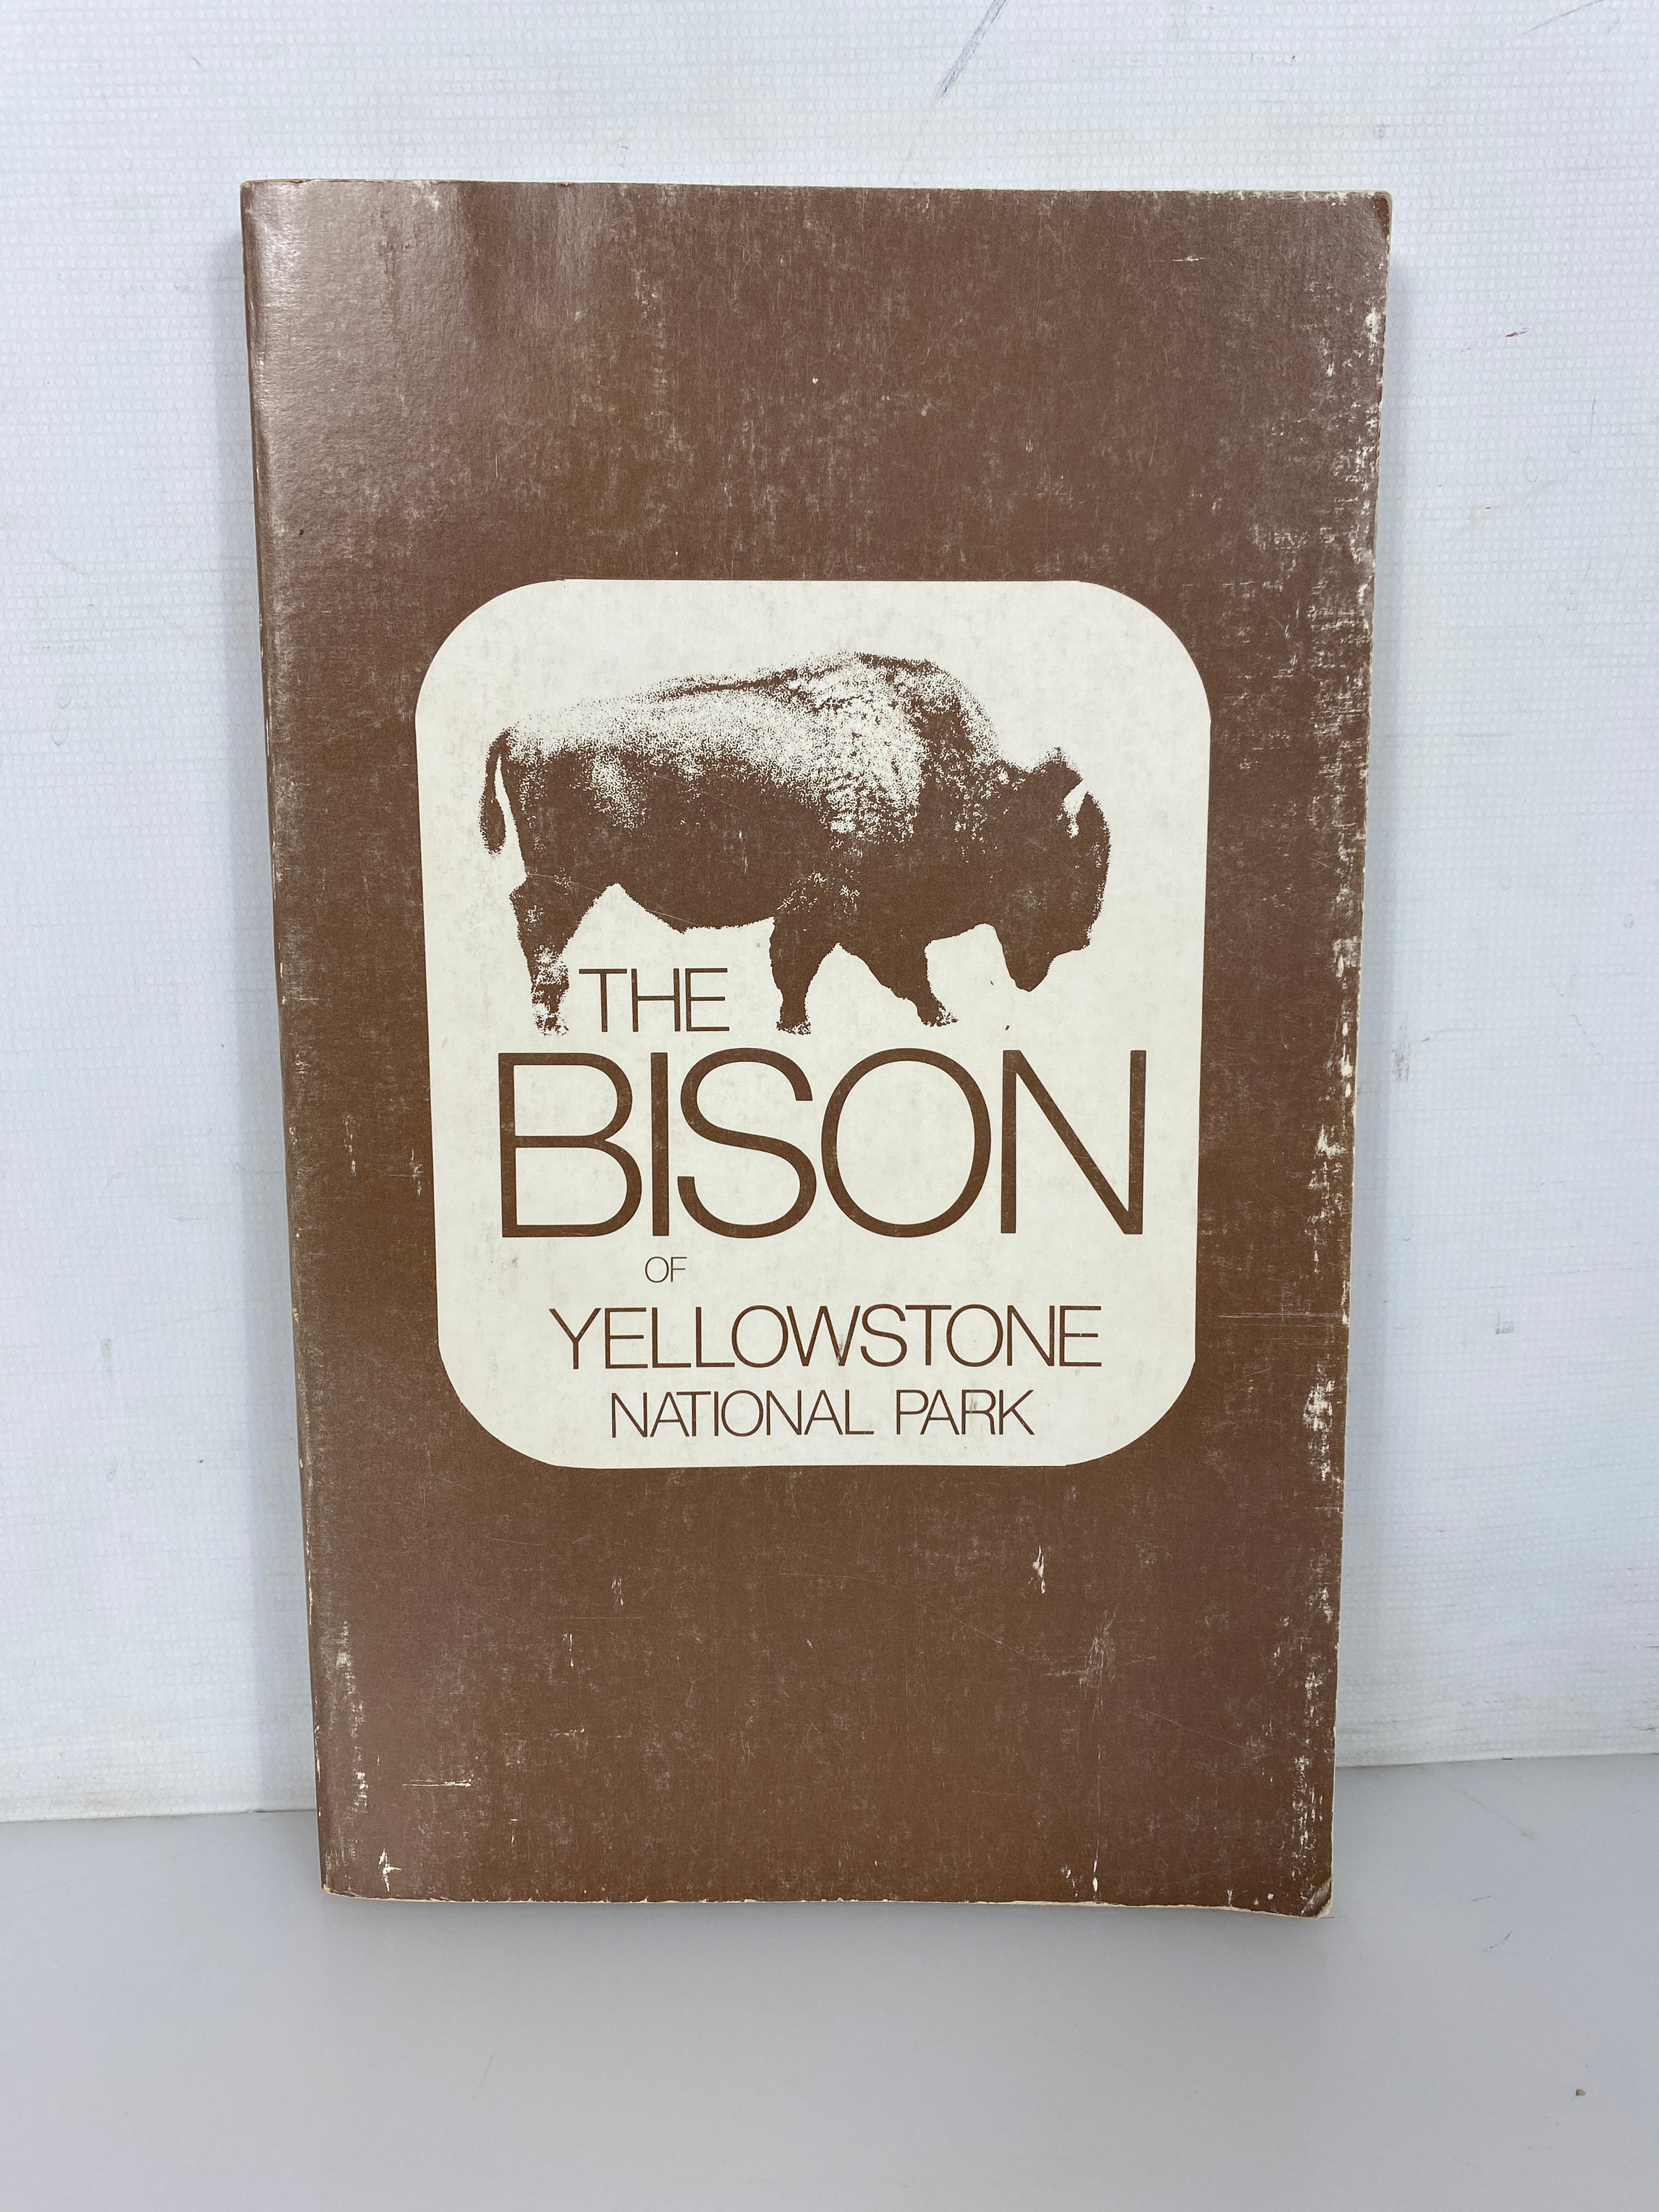 THE
BISON
OF
YELLOWSTONE
NATIONAL PARK